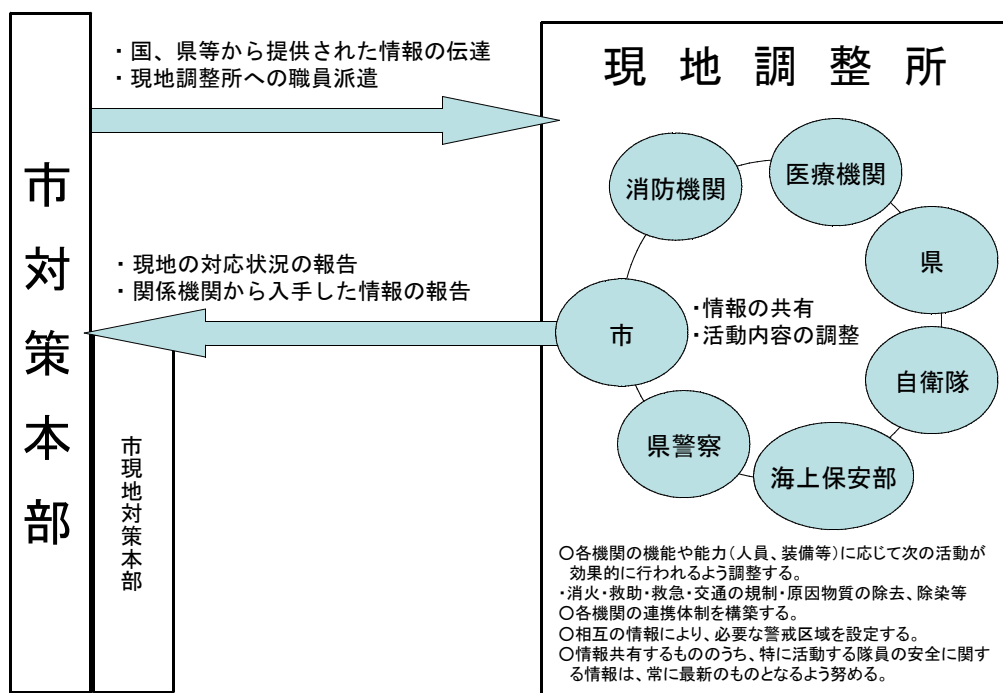 市対策本部
・国、県等から提供された情報の伝達
・現地調整所への職員派遣
・現地の対応状況の報告
・関係機関から入手した情報の報告
市現地対策本部
現地調整所
消防機関
医療機関
県
市
・情報の共有
・活動内容の調整
自衛隊
県警察
海上保安部
○各機関の機能や能力(人員、装備等)に応じて次の活動が
効果的に行われるよう調整する。
・消火・救助・救急・交通の規制・原因物質の除去、除染等
○各機関の連携体制を構築する。
○相互の情報により、必要な警戒区域を設定する。
○情報共有するもののうち、特に活動する隊員の安全に関す
る情報は、常に最新のものとなるよう努める。